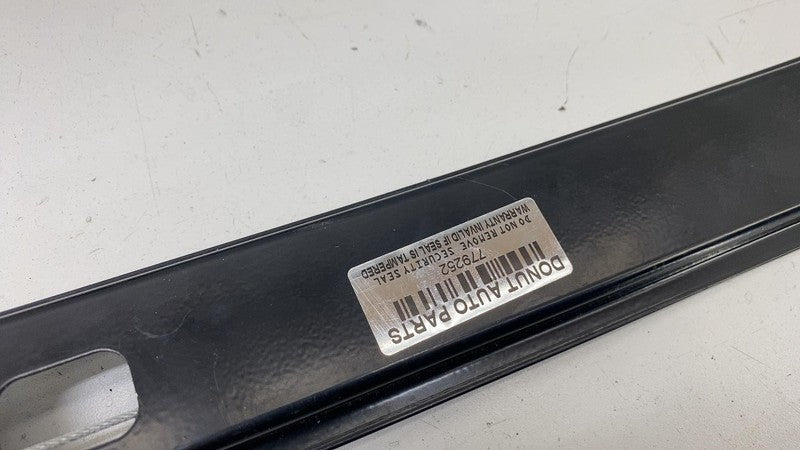 DONUT AUTO PARTS
779252
DO NOT REMOVE SECURITY SEAL
WARRANTY INVALID IF SEAL IS TAMPERED